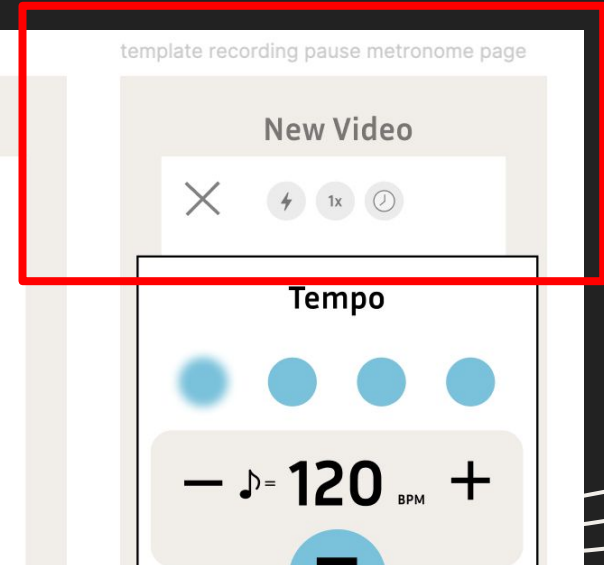 template recording pause metronome page
New Video
1x
Tempo
♪= 120 BPM